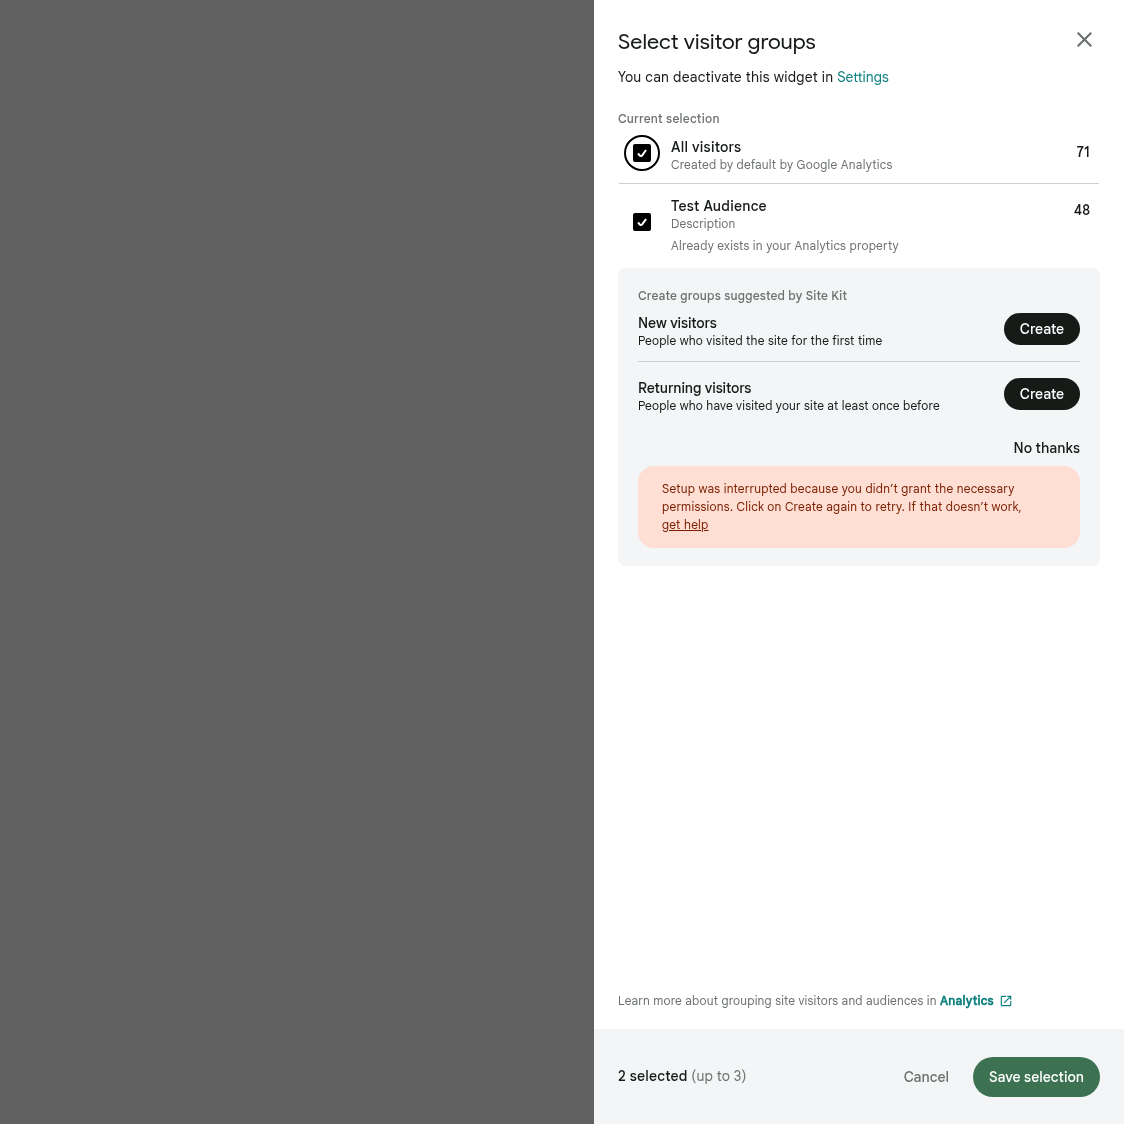 Select visitor groups
You can deactivate this widget in Settings
Current selection
All visitors
71
Created by default by Google Analytics
Test Audience
48
Description
Already exists in your Analytics property
Create groups suggested by Site Kit
New visitors
People who visited the site for the first time
Create
Returning visitors
People who have visited your site at least once before
Create
No thanks
Setup was interrupted because you didn’t grant the necessary
permissions. Click on Create again to retry. If that doesn’t work,
get help
Learn more about grouping site visitors and audiences in Analytics
2 selected (up to 3)
Cancel
Save selection